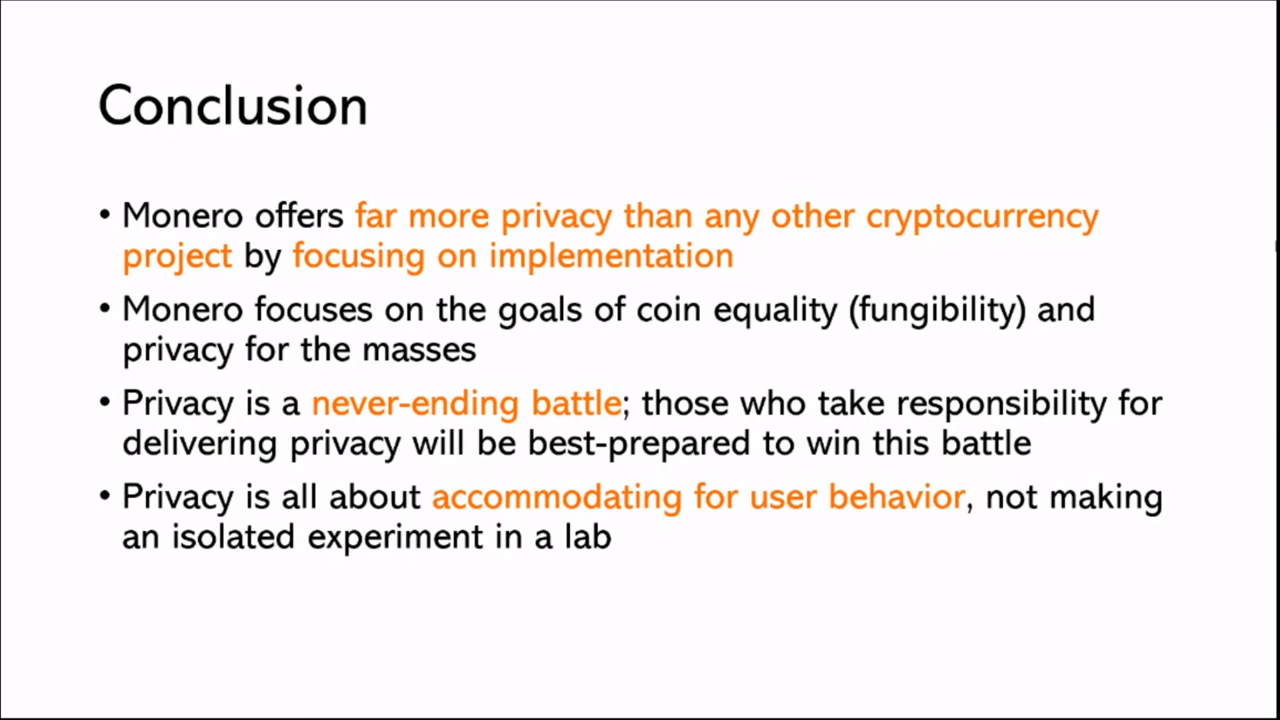 Conclusion
• Monero offers far more privacy than any other cryptocurrency
project by focusing on implementation
• Monero focuses on the goals of coin equality (fungibility) and
privacy for the masses
• Privacy is a never-ending battle; those who take responsibility for
delivering privacy will be best-prepared to win this battle
• Privacy is all about accommodating for user behavior, not making
an isolated experiment in a lab